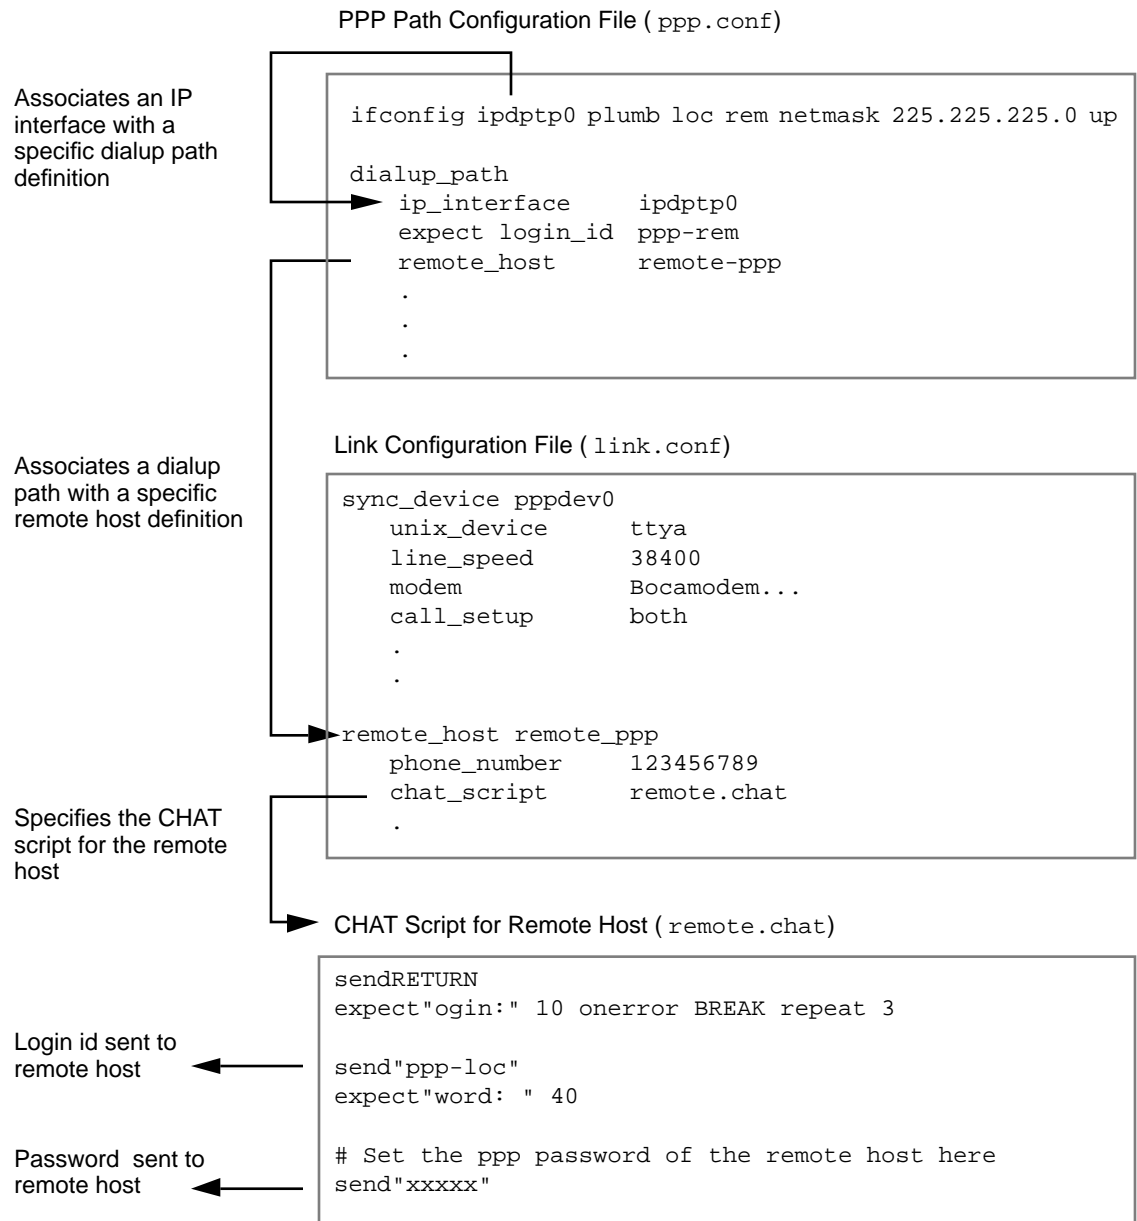 PPP Path Configuration File ( ppp.conf)
Associates an IP
interface with a
specific dialup path
definition
ifconfig ipdptp0 plumb loc rem netmask 225.225.225.0 up
dialup_path
ip_interface ipdptp0
expect login_id ppp-rem
remote_host remote-ppp
.
.
.
Link Configuration File ( link.conf)
Associates a dialup
path with a specific
remote host definition
sync_device pppdev0
unix_device ttya
line_speed 38400
modem Bocamodem...
call_setup both
.
.
remote_host remote_ppp
phone_number 123456789
chat_script remote.chat
.
Specifies the CHAT
script for the remote
host
CHAT Script for Remote Host ( remote.chat)
sendRETURN
expect"ogin:" 10 onerror BREAK repeat 3
Login id sent to
remote host
send"ppp-loc"
expect"word: " 40
Password sent to
remote host
# Set the ppp password of the remote host here
send"xxxxx"